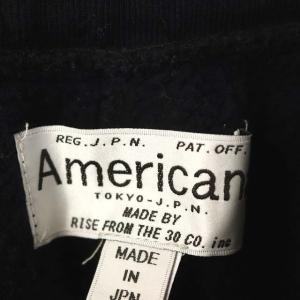 REG. J.P.N. PAT. OFF.
American
TOKYO-J.P.N.
MADE BY
RISE FROM THE 30 CO. inc
MADE
IN
JPN